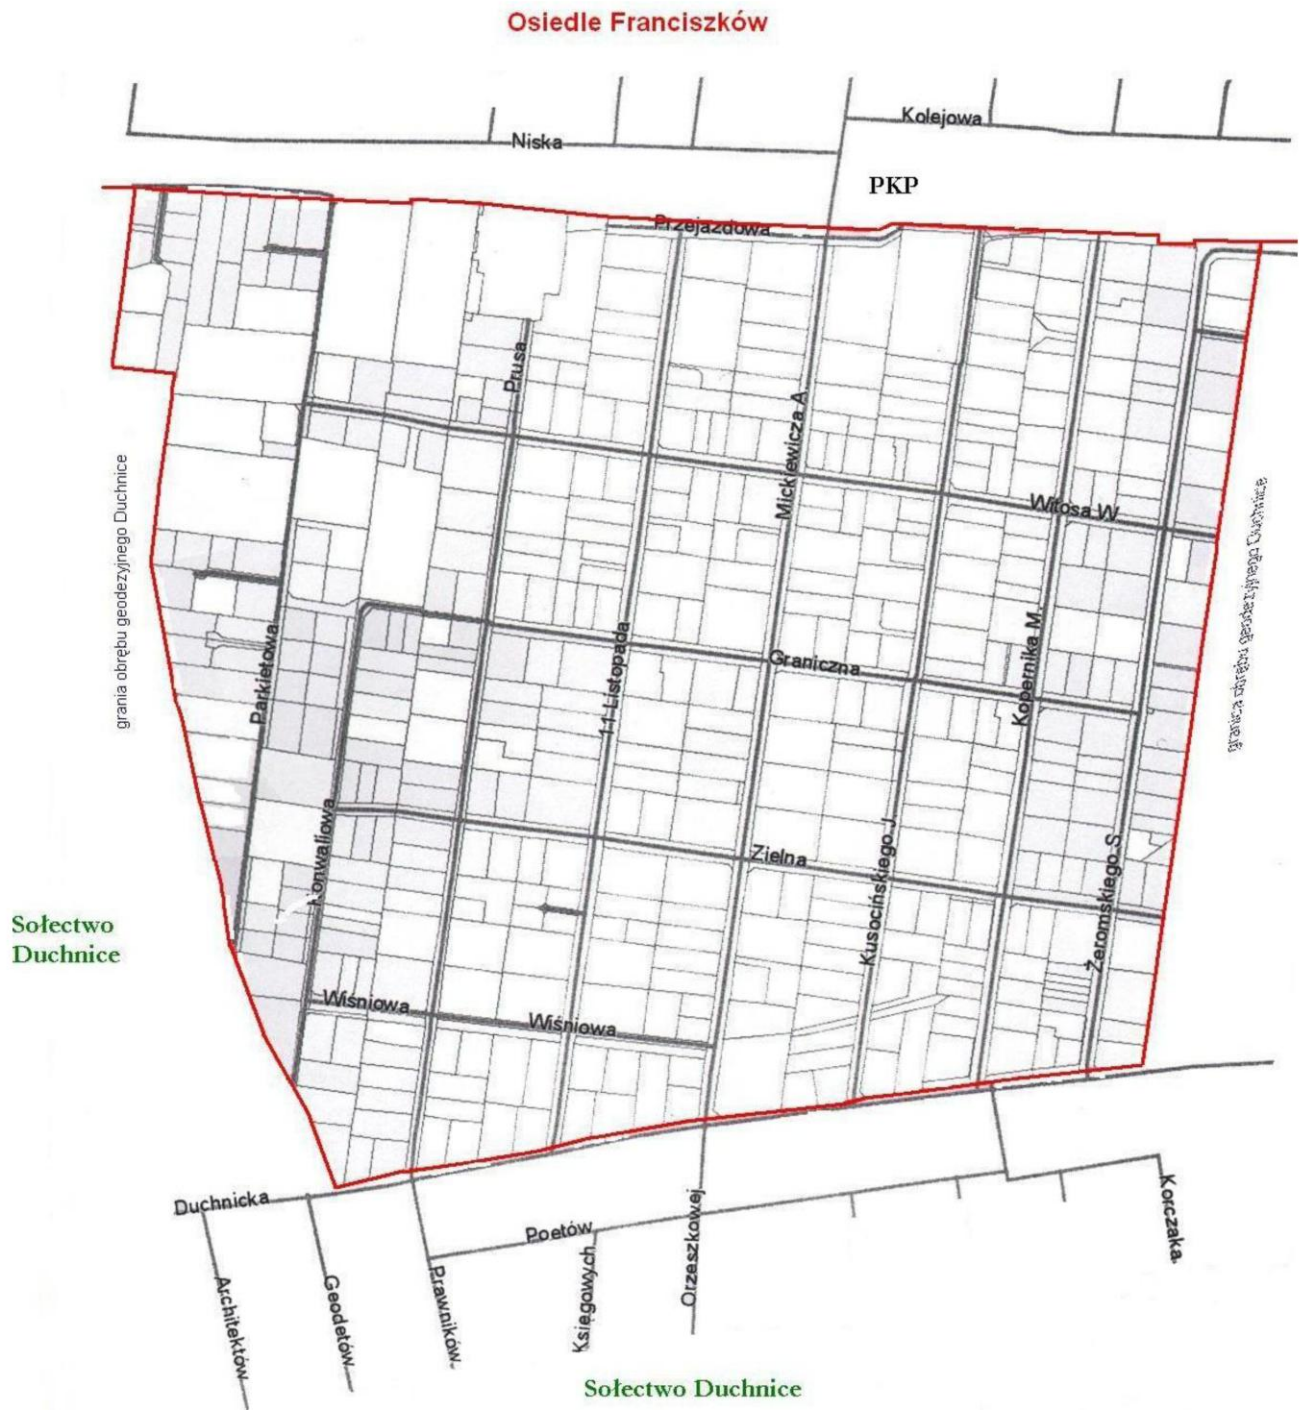 Osiedle Franciszków
Kolejowa
Niska
PKP
Przejazdowa
Prusa
Mickiewicza A
Witosa W
grania obrębu geodezyjnego Duchnice
granica obrębu geodezyjnego Duchnice
Parkietowa
11 Listopada
Graniczna
Kopernika M.
Konwaliowa
Zielna
Kusocińskiego J.
Żeromskiego S.
Sołectwo
Duchnice
Wiśniowa
Wiśniowa
Duchnicka
Poetów
Orzeszkowej
Korczaka
Architektów
Geodetów
Prawników
Księgowych
Sołectwo Duchnice